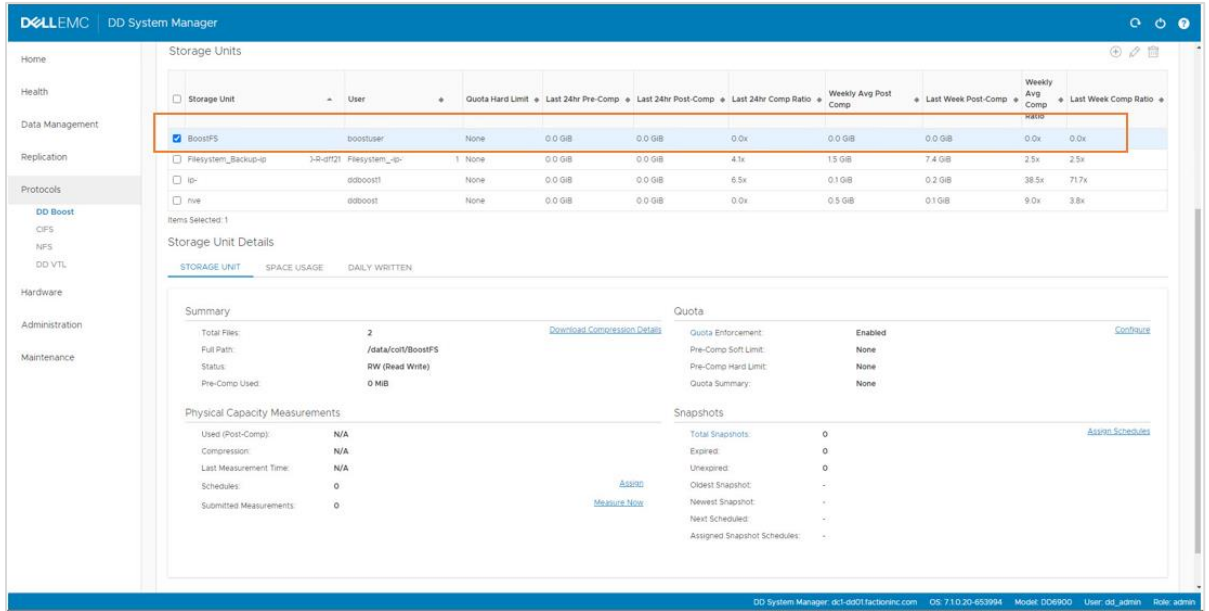 DELLEMC DD System Manager
Home
Health
Data Management
Replication
Protocols
DD Boost
CIFS
NFS
DD VTL
Hardware
Administration
Maintenance
Storage Units
Storage Unit User Quota Hard Limit Last 24hr Pre-Comp Last 24hr Post-Comp Last 24hr Comp Ratio Weekly Avg Post Comp Last Week Post-Comp Weekly Avg Comp Ratio Last Week Comp Ratio
BoostFS boostuser None 0.0 GiB 0.0 GiB 0.0x 0.0 GiB 0.0 GiB 0.0x 0.0x
Filesystem_Backup-ip )-R-dff21 Filesystem_-ip- 1 None 0.0 GiB 0.0 GiB 4.1x 1.5 GiB 7.4 GiB 2.5x 2.5x
ip- ddboost1 None 0.0 GiB 0.0 GiB 6.5x 0.1 GiB 0.2 GiB 38.5x 71.7x
nve ddboost None 0.0 GiB 0.0 GiB 0.0x 0.5 GiB 0.1 GiB 9.0x 3.8x
Items Selected: 1
Storage Unit Details
STORAGE UNIT SPACE USAGE DAILY WRITTEN
Summary
Total Files: 2 Download Compression Details
Full Path: /data/col1/BoostFS
Status: RW (Read Write)
Pre-Comp Used: 0 MiB
Quota
Quota Enforcement: Enabled Configure
Pre-Comp Soft Limit: None
Pre-Comp Hard Limit: None
Quota Summary: None
Physical Capacity Measurements
Used (Post-Comp): N/A
Compression: N/A
Last Measurement Time: N/A
Schedules: 0 Assign
Submitted Measurements: 0 Measure Now
Snapshots
Total Snapshots: 0 Assign Schedules
Expired: 0
Unexpired: 0
Oldest Snapshot: -
Newest Snapshot: -
Next Scheduled: -
Assigned Snapshot Schedules: -
DD System Manager: dc1-dd01.factioninc.com OS: 7.1.0.20-653994 Model: DD6900 User: dd_admin Role: admin